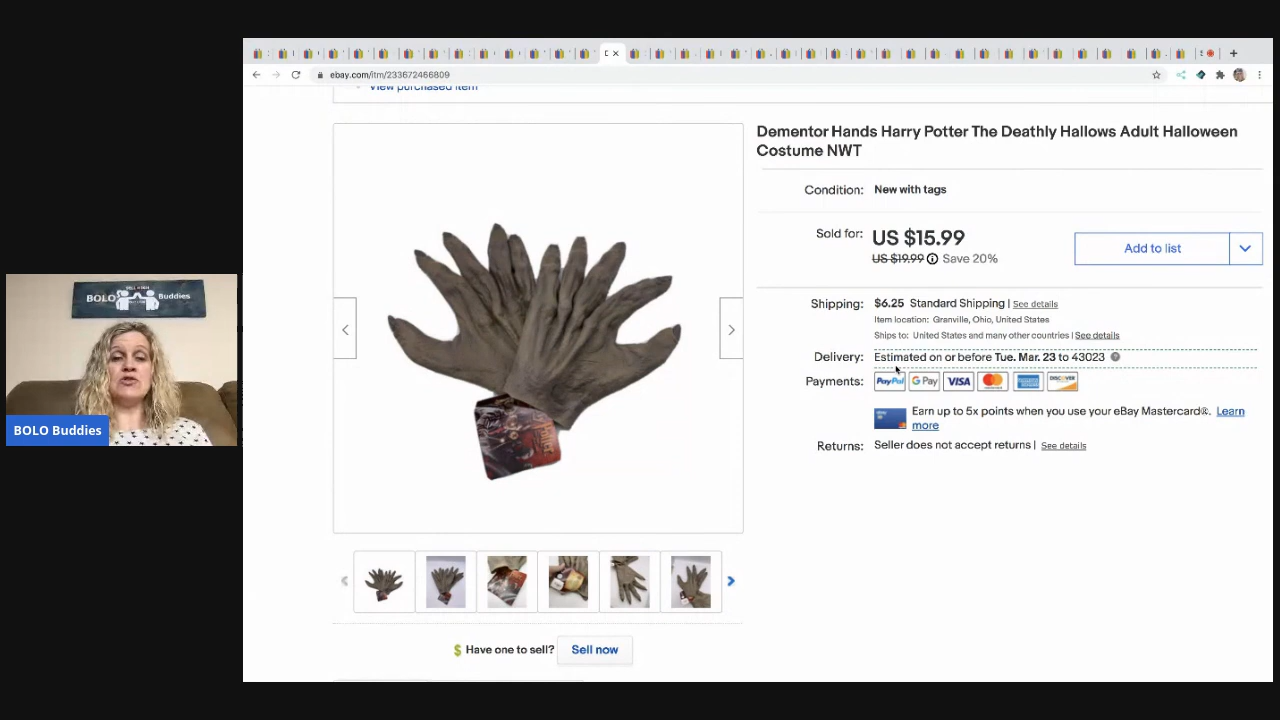 ebay.com/itm/233672466809
View purchased item
Dementor Hands Harry Potter The Deathly Hallows Adult Halloween
Costume NWT
Condition: New with tags
Sold for: US $15.99
US $19.99 Save 20%
Add to list
Shipping: $6.25 Standard Shipping | See details
Item location: Granville, Ohio, United States
Ships to: United States and many other countries | See details
Delivery: Estimated on or before Tue. Mar. 23 to 43023
Payments: PayPal G Pay VISA
DISCOVER
Earn up to 5x points when you use your eBay Mastercard®. Learn
more
Returns: Seller does not accept returns | See details
BOLO Buddies
BOLO Buddies
$ Have one to sell? Sell now